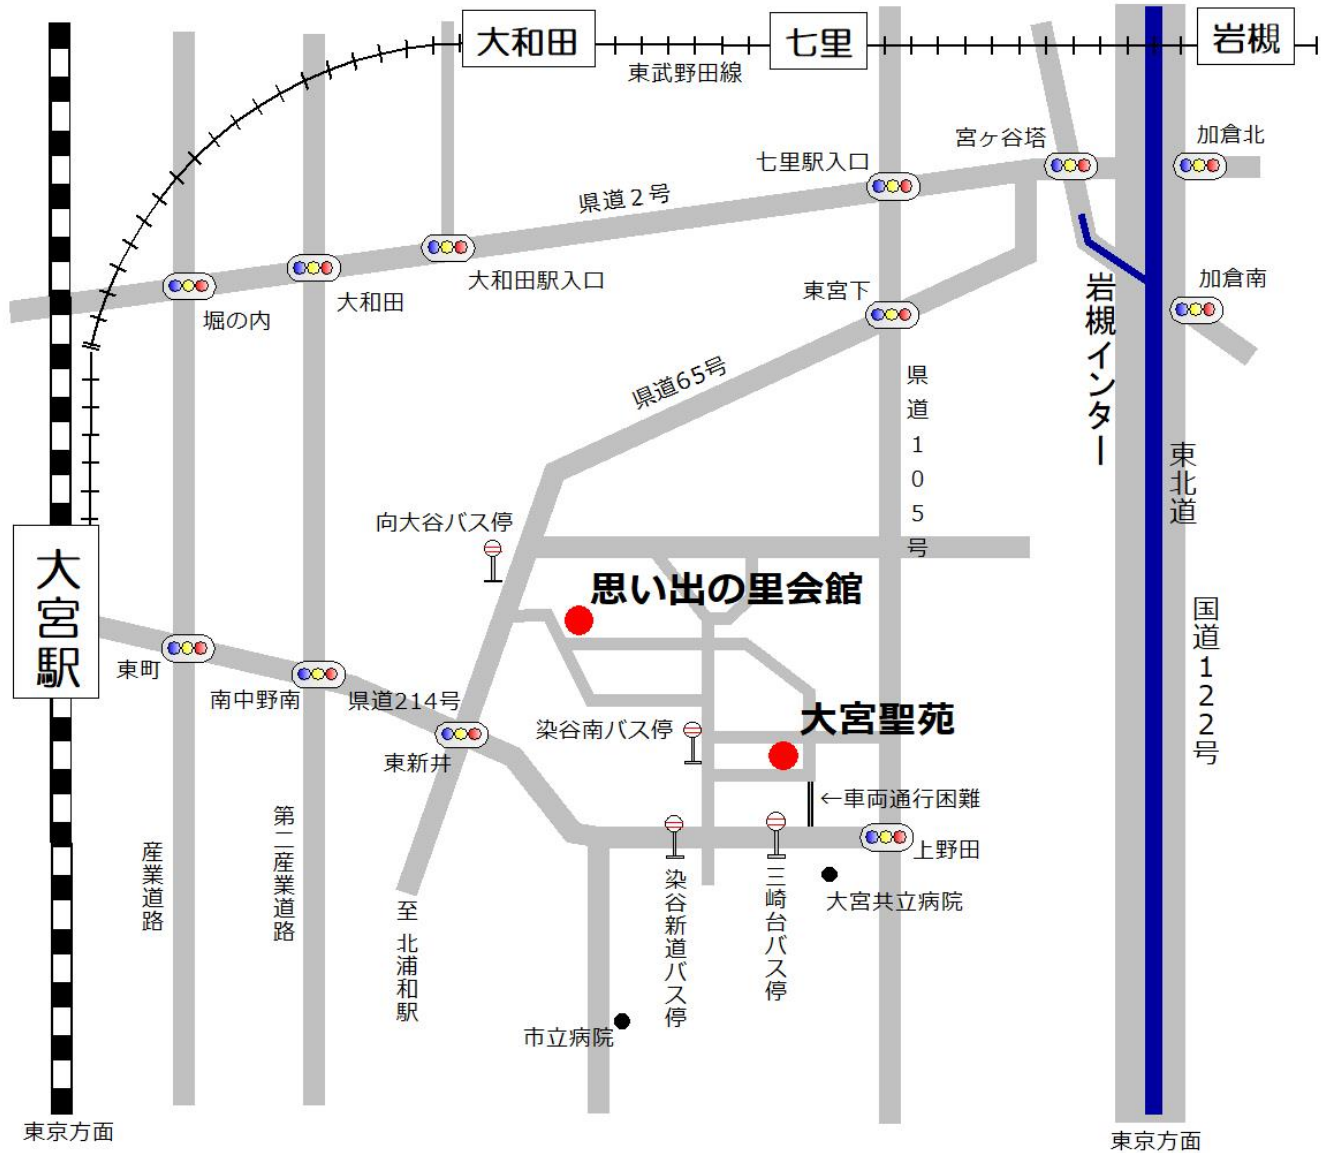 大和田
七里
岩槻
東武野田線
加倉北
宮ヶ谷塔
七里駅入口
県道2号
大和田駅入口
加倉南
東宮下
大和田
堀の内
岩槻インター
県道65号
県道105号
東北道
向大谷バス停
大宮駅
思い出の里会館
国道122号
東町
南中野南
県道214号
大宮聖苑
染谷南バス停
東新井
←車両通行困難
第二産業道路
産業道路
上野田
大宮共立病院
染谷新道バス停
三崎台バス停
至 北浦和駅
市立病院
東京方面
東京方面